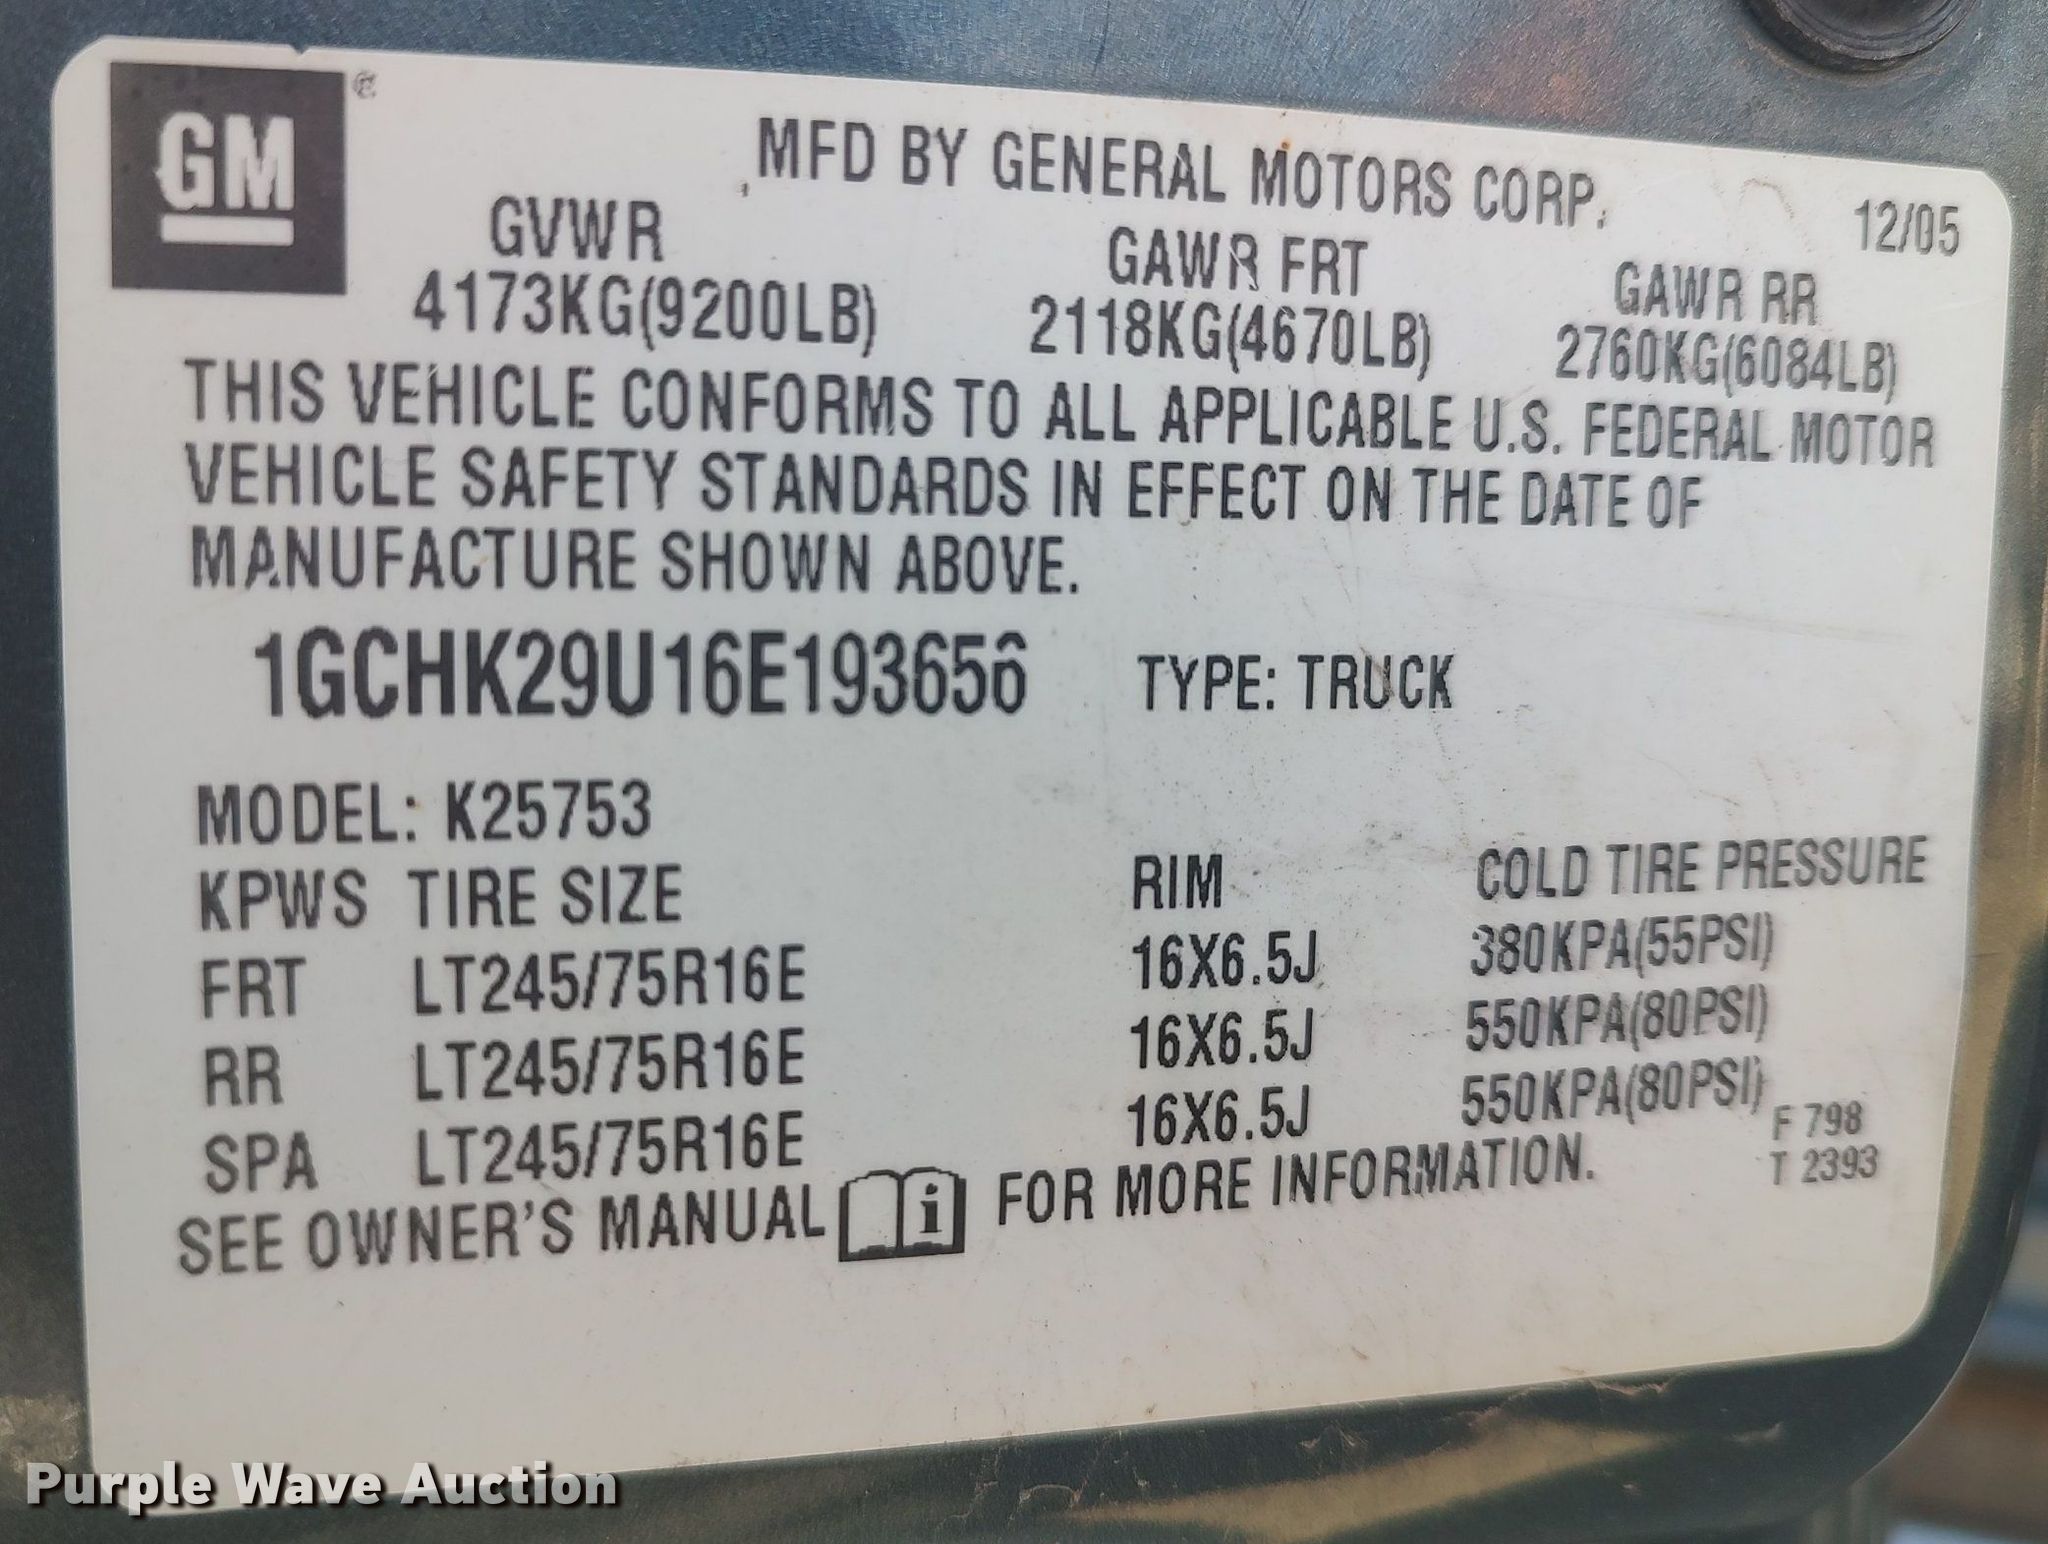 GM
MFD BY GENERAL MOTORS CORP. 12/05
GVWR GAWR FRT GAWR RR
4173KG(9200LB) 2118KG(4670LB) 2760KG(6084LB)
THIS VEHICLE CONFORMS TO ALL APPLICABLE U.S. FEDERAL MOTOR
VEHICLE SAFETY STANDARDS IN EFFECT ON THE DATE OF
MANUFACTURE SHOWN ABOVE.
1GCHK29U16E193656 TYPE: TRUCK
MODEL: K25753
KPWS TIRE SIZE RIM COLD TIRE PRESSURE
FRT LT245/75R16E 16X6.5J 380KPA(55PSI)
RR LT245/75R16E 16X6.5J 550KPA(80PSI)
SPA LT245/75R16E 16X6.5J 550KPA(80PSI)
F 798
T 2393
SEE OWNER'S MANUAL i FOR MORE INFORMATION.
Purple Wave Auction